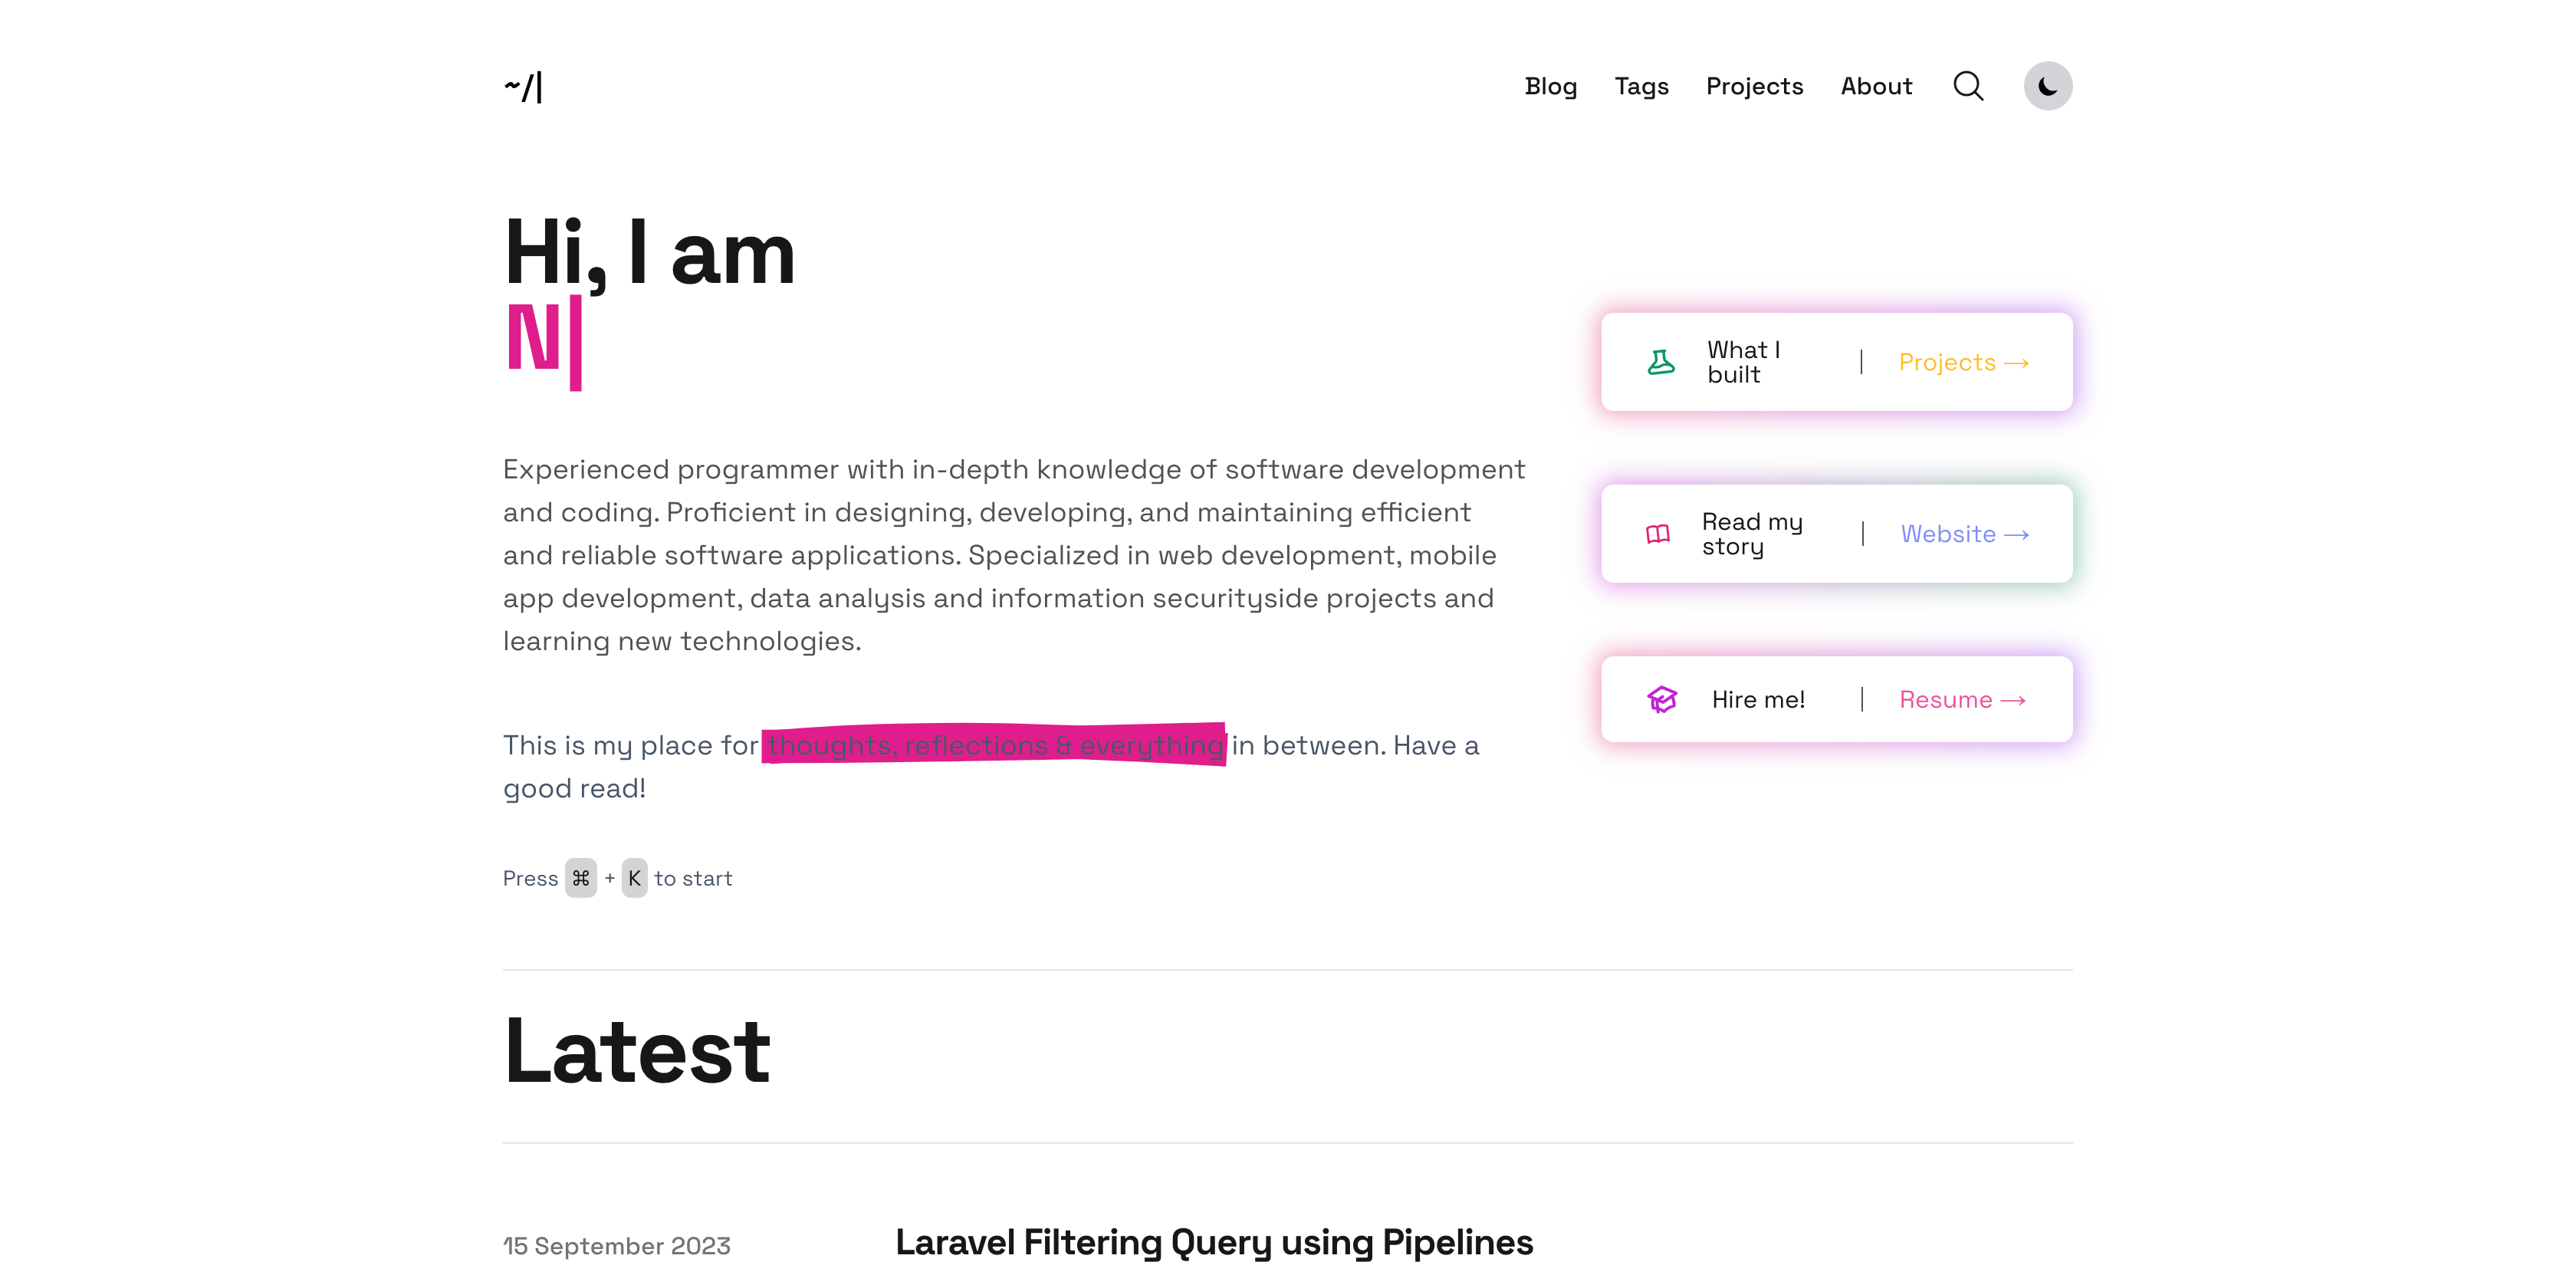 ~/|
Blog
Tags
Projects
About
Hi, I am
N|
Experienced programmer with in-depth knowledge of software development
and coding. Proficient in designing, developing, and maintaining efficient
and reliable software applications. Specialized in web development, mobile
app development, data analysis and information securityside projects and
learning new technologies.
This is my place for thoughts, reflections & everything in between. Have a
good read!
Press ⌘ + K to start
What I
built
| Projects →
Read my
story
| Website →
Hire me! | Resume →
Latest
15 September 2023
Laravel Filtering Query using Pipelines